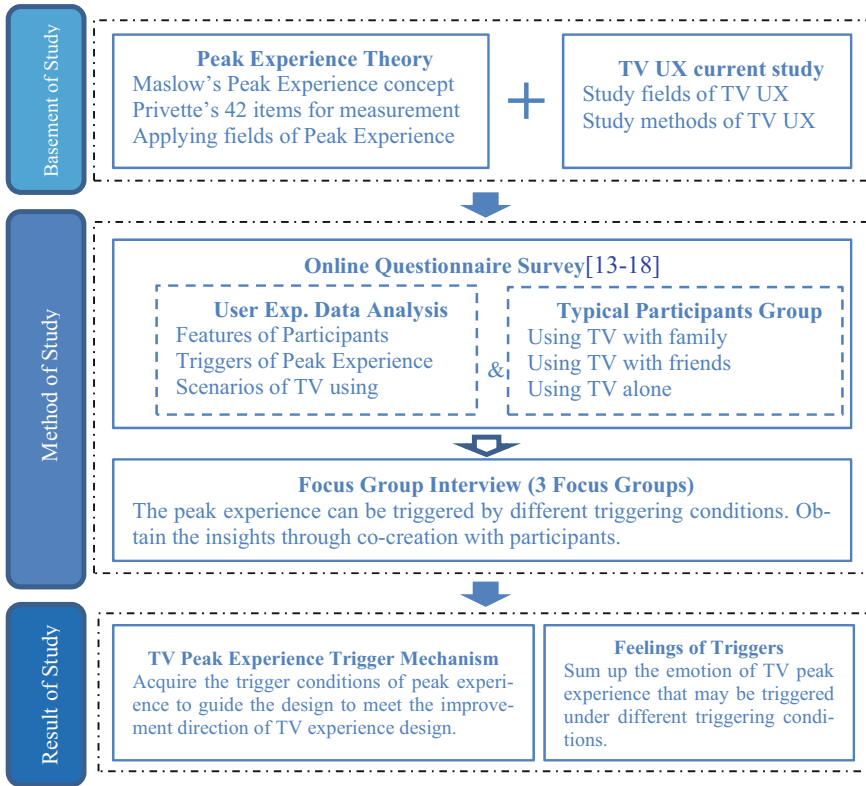 Basement of Study
Peak Experience Theory
Maslow's Peak Experience concept
Privette's 42 items for measurement
Applying fields of Peak Experience
+
TV UX current study
Study fields of TV UX
Study methods of TV UX
Method of Study
Online Questionnaire Survey[13-18]
User Exp. Data Analysis
Features of Participants
Triggers of Peak Experience
Scenarios of TV using
&
Typical Participants Group
Using TV with family
Using TV with friends
Using TV alone
Focus Group Interview (3 Focus Groups)
The peak experience can be triggered by different triggering conditions. Ob-
tain the insights through co-creation with participants.
Result of Study
TV Peak Experience Trigger Mechanism
Acquire the trigger conditions of peak experi-
ence to guide the design to meet the improve-
ment direction of TV experience design.
Feelings of Triggers
Sum up the emotion of TV peak
experience that may be triggered
under different triggering condi-
tions.